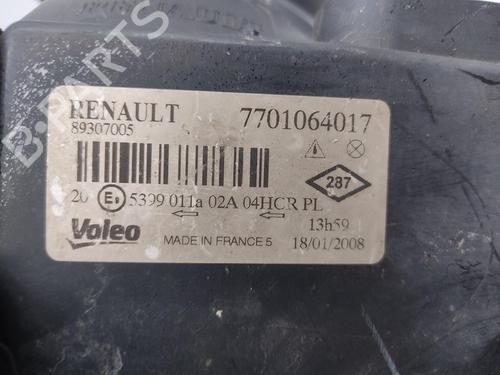 B-PARTS
RENAULT 7701064017
89307005
287
20 E 5399 011a 02A 04HCR PL
Valeo MADE IN FRANCE 5
13h59
18/01/2008